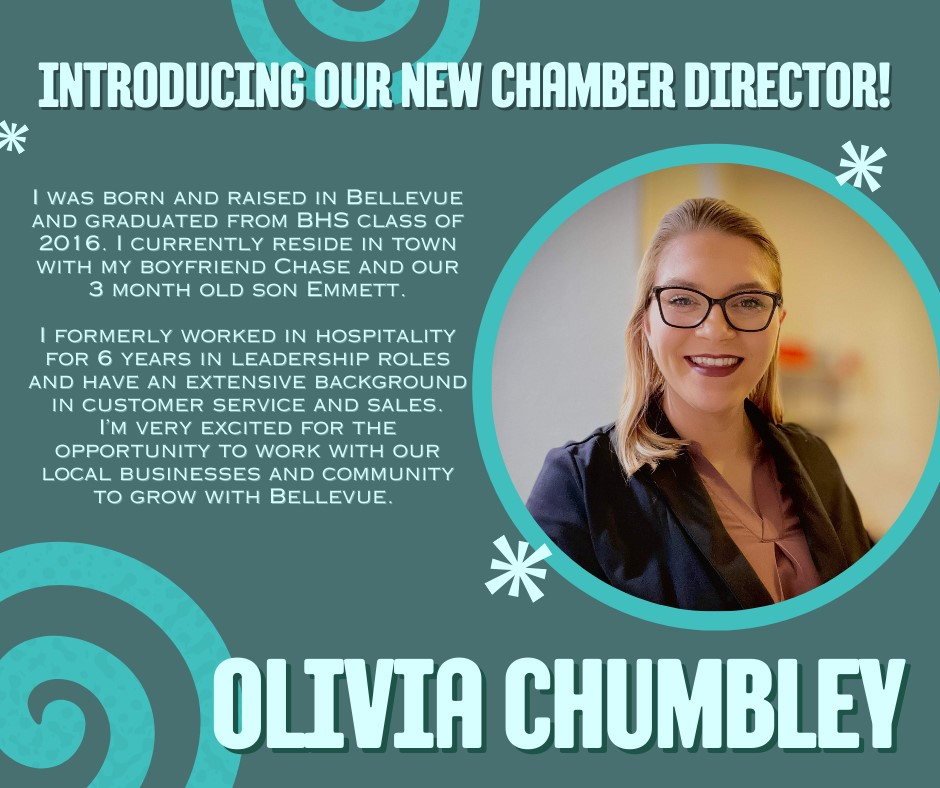 INTRODUCING OUR NEW CHAMBER DIRECTOR!
I WAS BORN AND RAISED IN BELLEVUE
AND GRADUATED FROM BHS CLASS OF
2016. I CURRENTLY RESIDE IN TOWN
WITH MY BOYFRIEND CHASE AND OUR
3 MONTH OLD SON EMMETT.
I FORMERLY WORKED IN HOSPITALITY
FOR 6 YEARS IN LEADERSHIP ROLES
AND HAVE AN EXTENSIVE BACKGROUND
IN CUSTOMER SERVICE AND SALES.
I'M VERY EXCITED FOR THE
OPPORTUNITY TO WORK WITH OUR
LOCAL BUSINESSES AND COMMUNITY
TO GROW WITH BELLEVUE.
OLIVIA CHUMBLEY